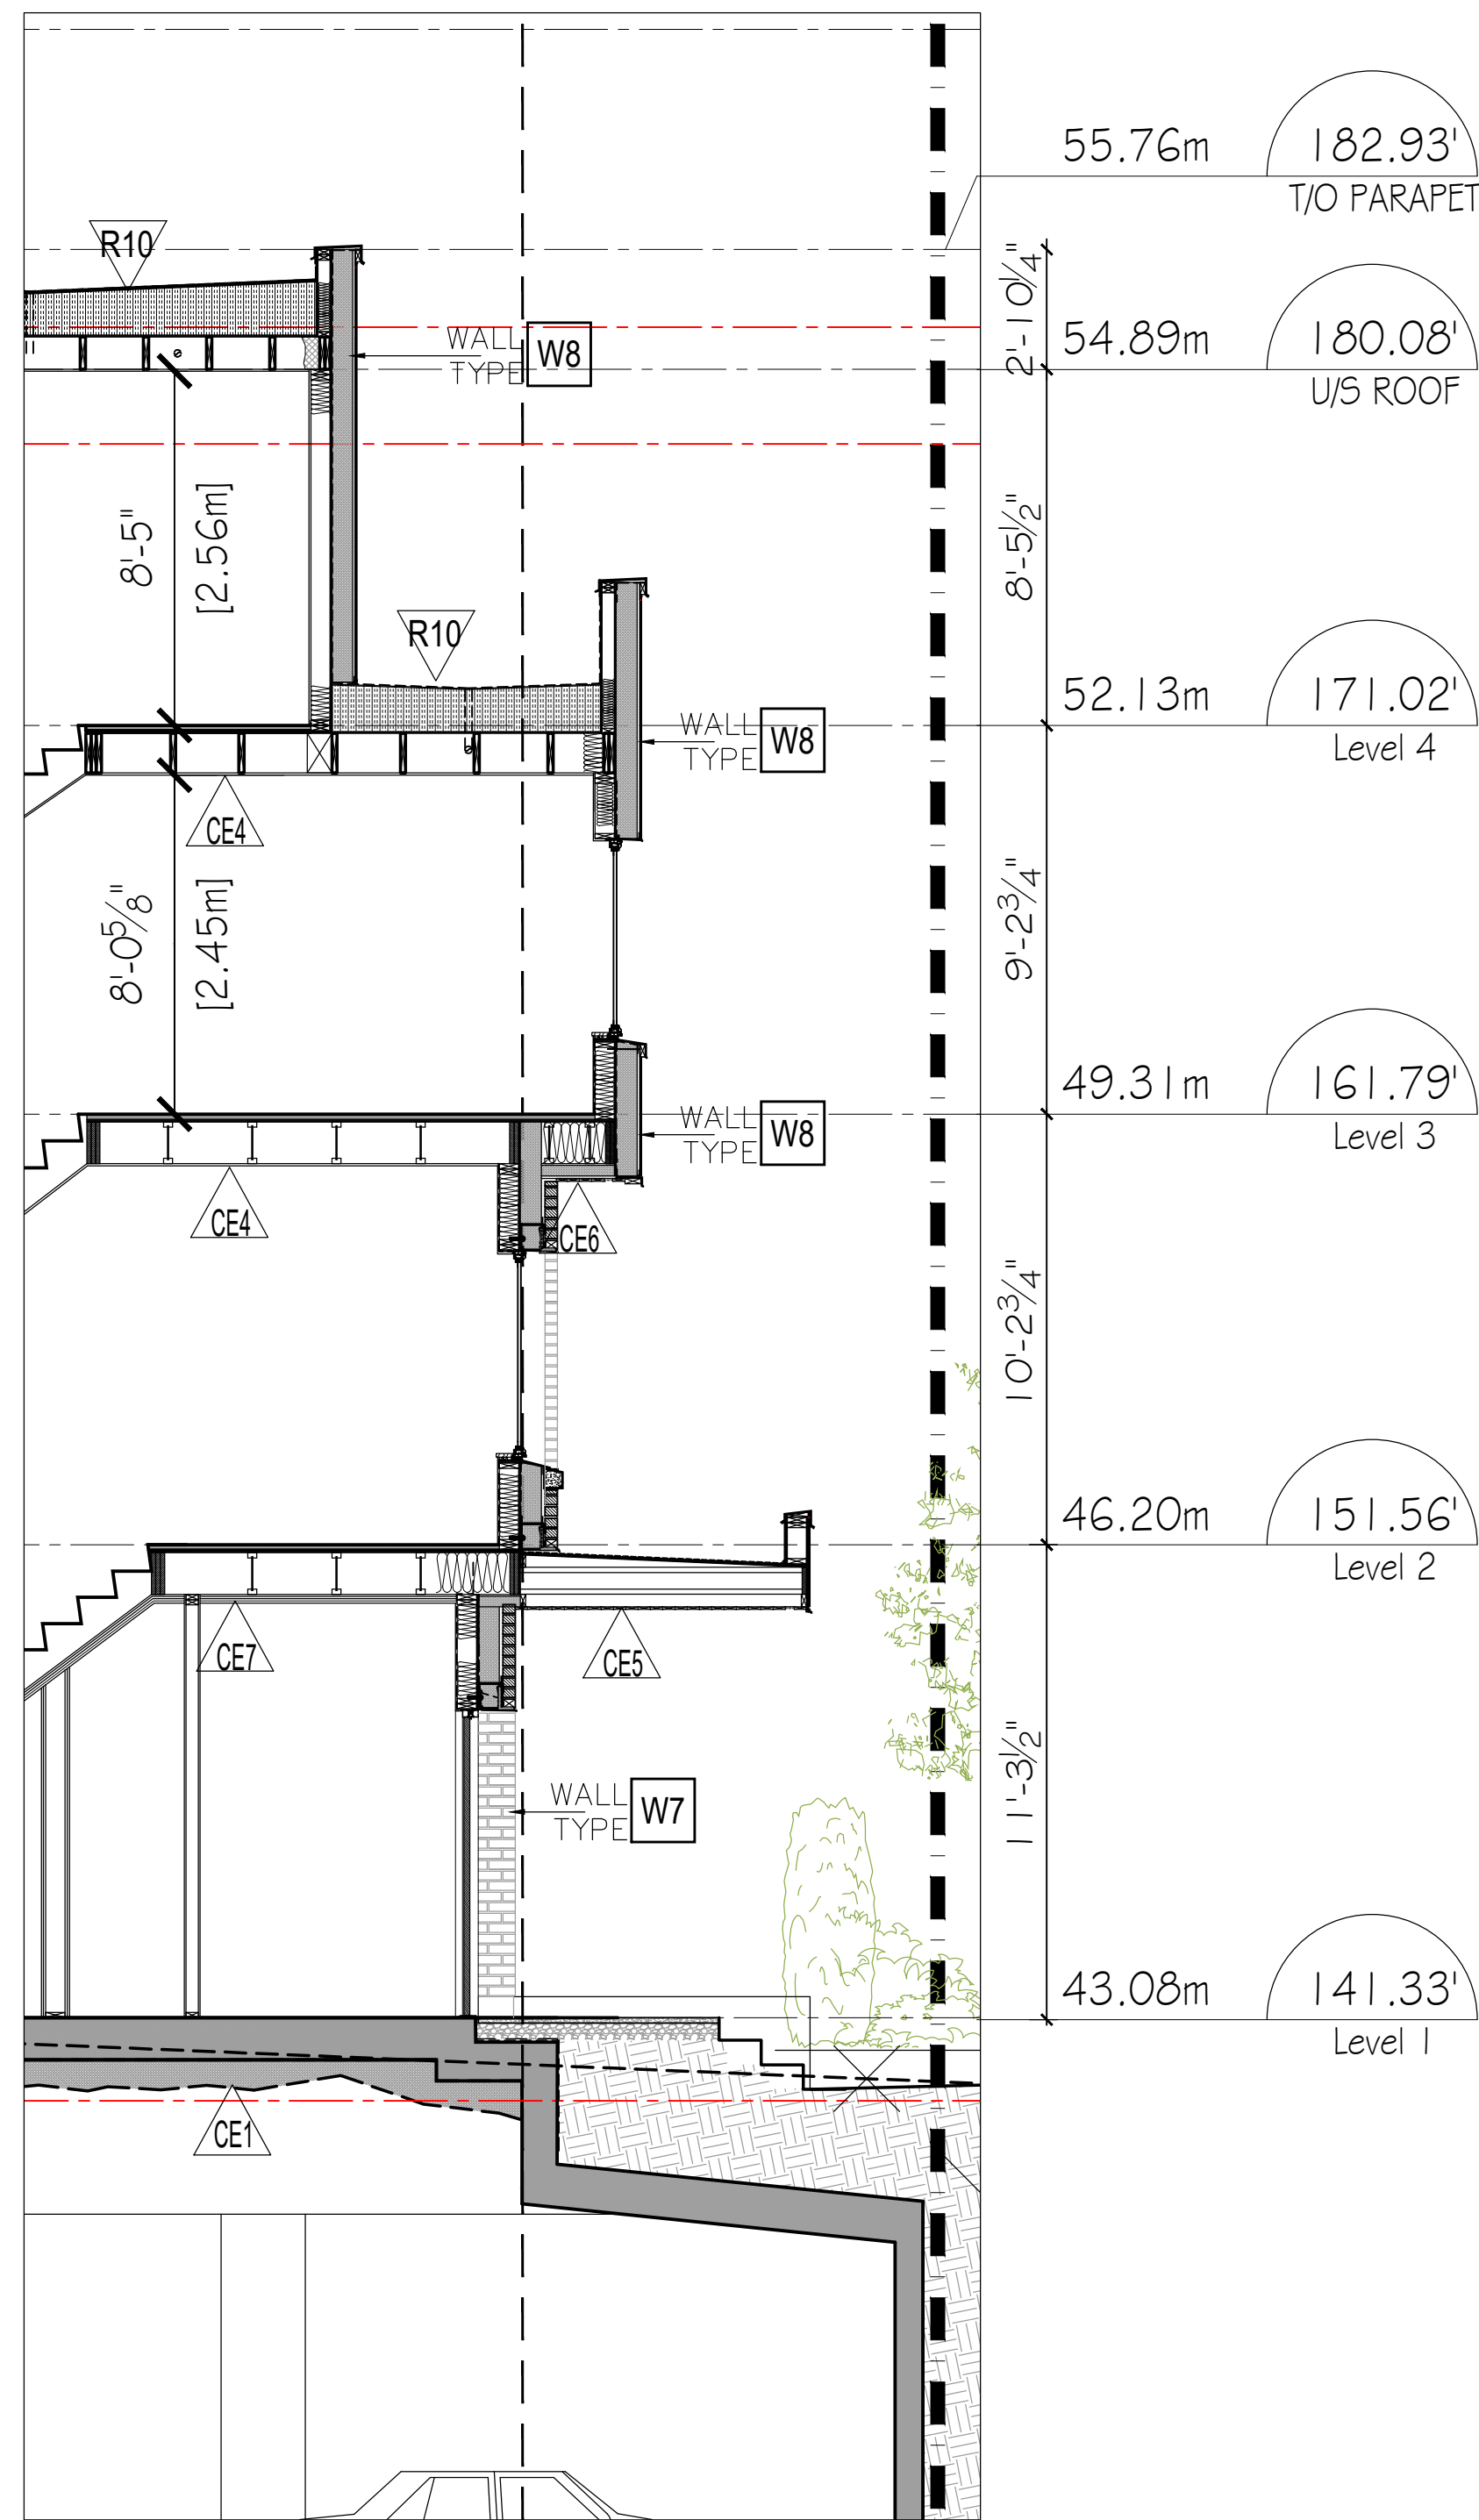 55.76m 182.93'
T/O PARAPET
R10
2'-10¼"
WALL
TYPE
W8
54.89m 180.08'
U/S ROOF
8'-5"
[2.56m]
8'-5½"
R10
WALL
TYPE
W8
52.13m 171.02'
Level 4
CE4
8'-0⅝"
[2.45m]
9'-2¾"
WALL
TYPE
W8
49.31m 161.79'
Level 3
CE4
CE6
10'-2¾"
46.20m 151.56'
Level 2
CE7
CE5
11'-3½"
WALL
TYPE
W7
43.08m 141.33'
Level 1
CE1